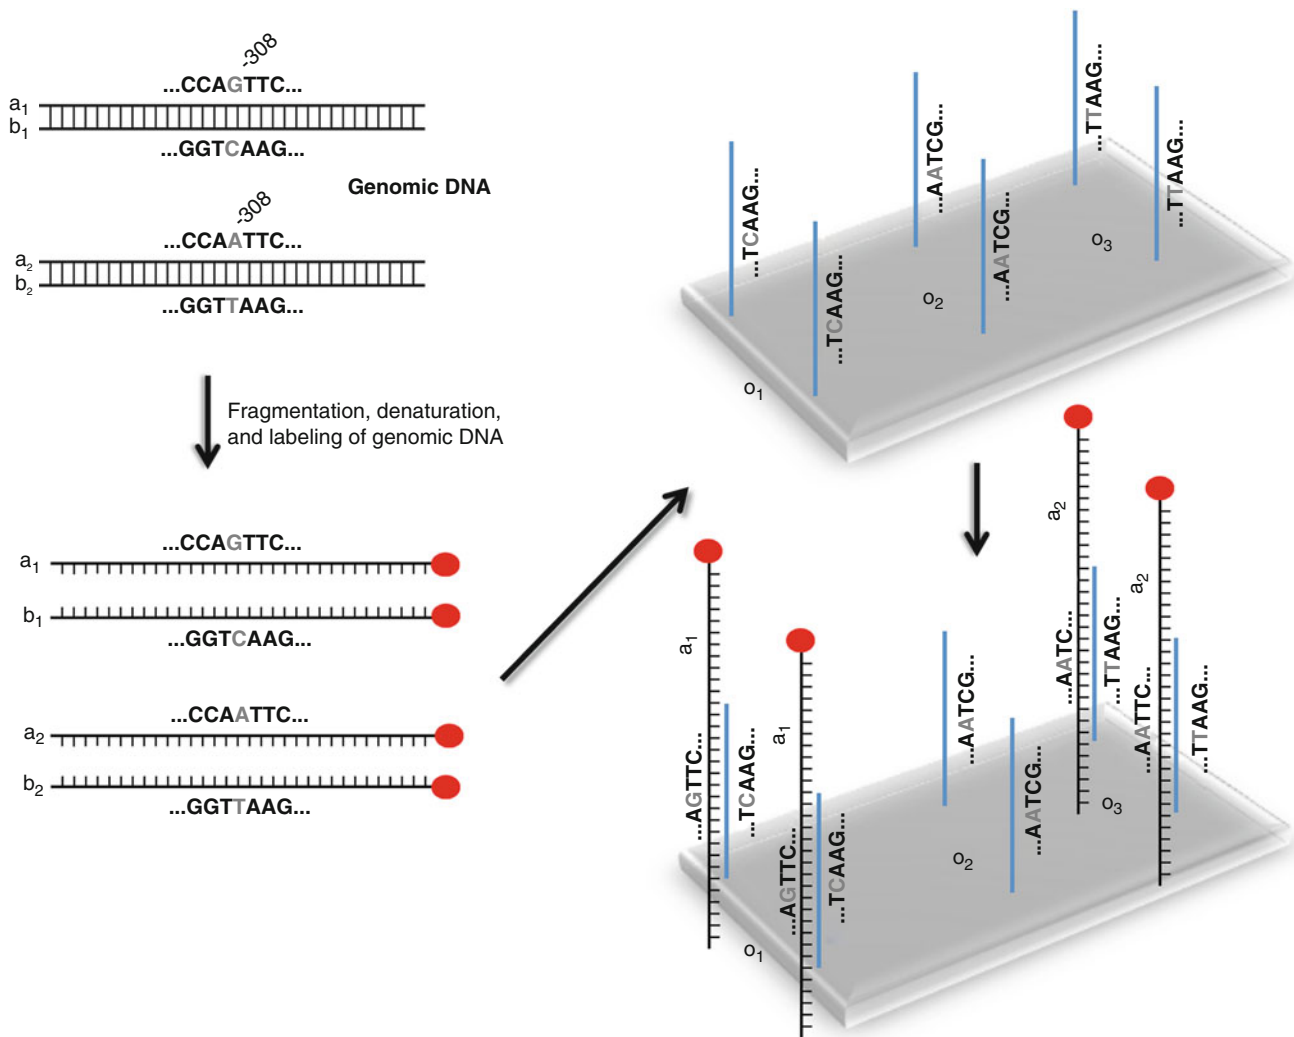 -308
...CCAGTTC...
a1
b1
...GGTCAAG...
Genomic DNA
-308
...CCAATTC...
a2
b2
...GGTTAAG...
Fragmentation, denaturation,
and labeling of genomic DNA
...CCAGTTC...
a1
b1
...GGTCAAG...
...CCAATTC...
a2
b2
...GGTTAAG...
...TCAAG...
...TCAAG...
...AATCG...
...AATCG...
...TTAAG...
...TTAAG...
o1
o2
o3
a1
...AGTTC...
...TCAAG...
a1
...AGTTC...
...TCAAG...
...AATCG...
...AATCG...
a2
...AATC...
...TTAAG...
a2
...AATTC...
...TTAAG...
o1
o2
o3